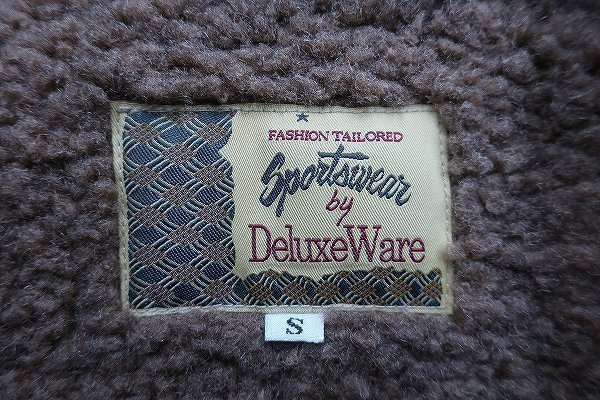 FASHION TAILORED
Sportswear
by
DeluxeWare
S